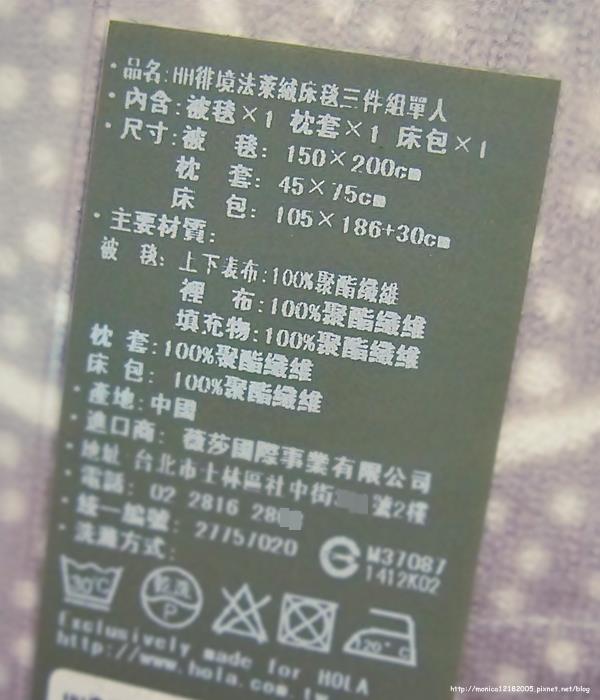 ・品名:HH徘境法萊絨床毯三件組單人
・內含:被毯×1 枕套×1 床包×1
・尺寸:被 毯: 150×200cm
枕 套: 45×75cm
床 包: 105×186+30cm
・主要材質:
被 毯: 上下表布:100%聚酯纖維
裡 布:100%聚酯纖維
填充物:100%聚酯纖維
枕 套:100%聚酯纖維
床 包: 100%聚酯纖維
・產地:中國
・進口商: 薇莎國際事業有限公司
・地址 台北市士林區社中街 號2樓
・電話: 02 2816 28
・統一編號: 27757020
・洗滌方式:
M37087
1412K02
30℃
乾洗
P
120°C
Exclusively made for HOLA
http://www.hola.com.tw
http://monica12182005.pixnet.net/blog